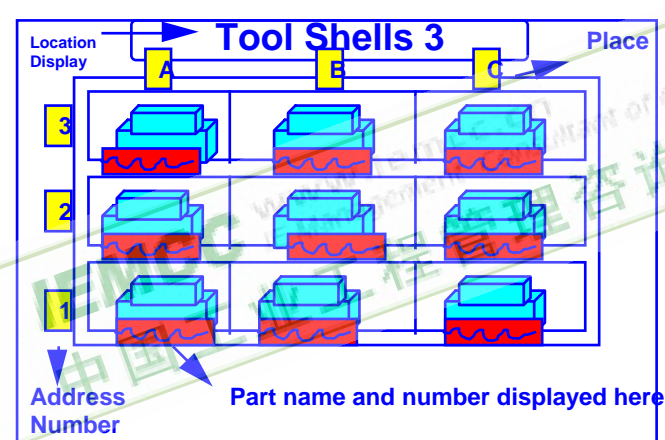 Tool Shells 3
Location
Display
Place
A
B
C
3
2
1
Address
Number
Part name and number displayed here
IEMCC
中国工业工程管理咨